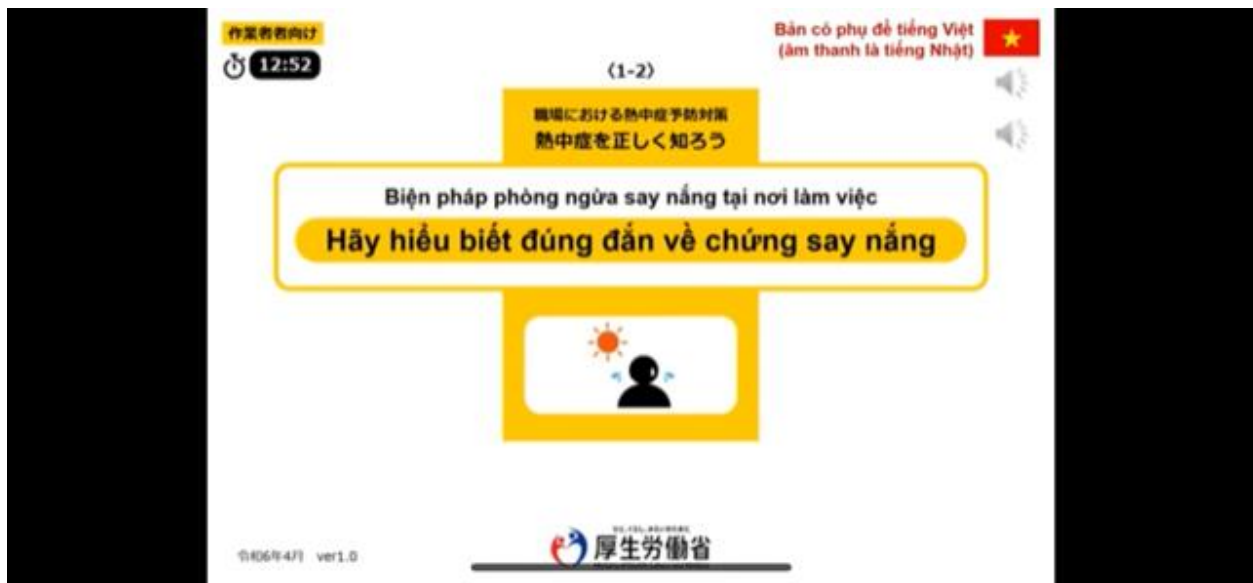 作業者者向け
12:52
Bản có phụ đề tiếng Việt
(âm thanh là tiếng Nhật)
(1-2)
職場における熱中症予防対策
熱中症を正しく知ろう
Biện pháp phòng ngừa say nắng tại nơi làm việc
Hãy hiểu biết đúng đắn về chứng say nắng
厚生労働省
令和6年4月 ver1.0